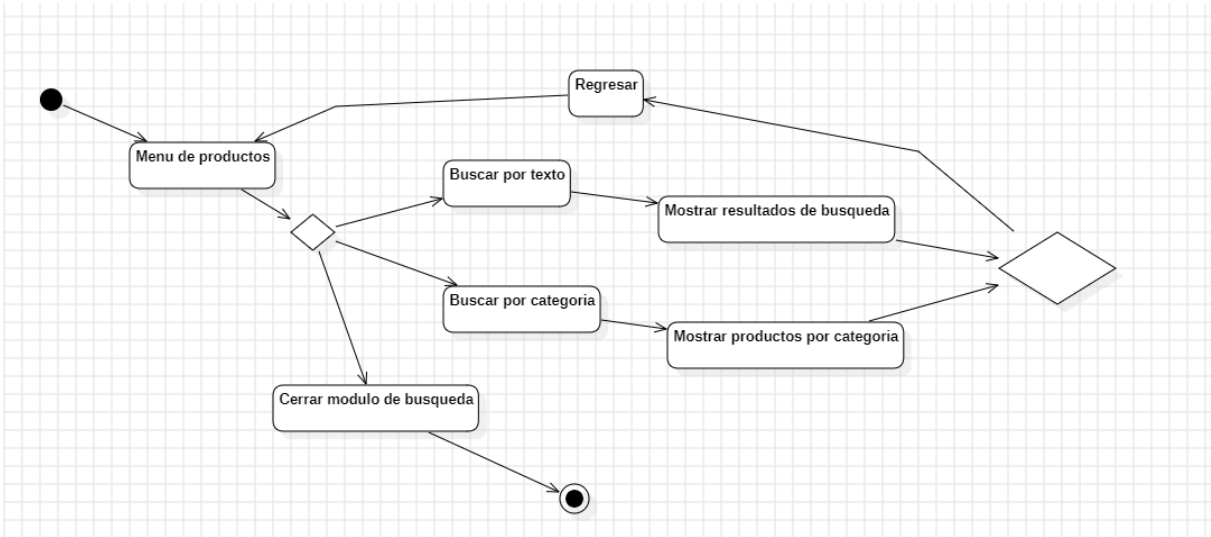 Regresar
Menu de productos
Buscar por texto
Mostrar resultados de busqueda
Buscar por categoria
Mostrar productos por categoria
Cerrar modulo de busqueda